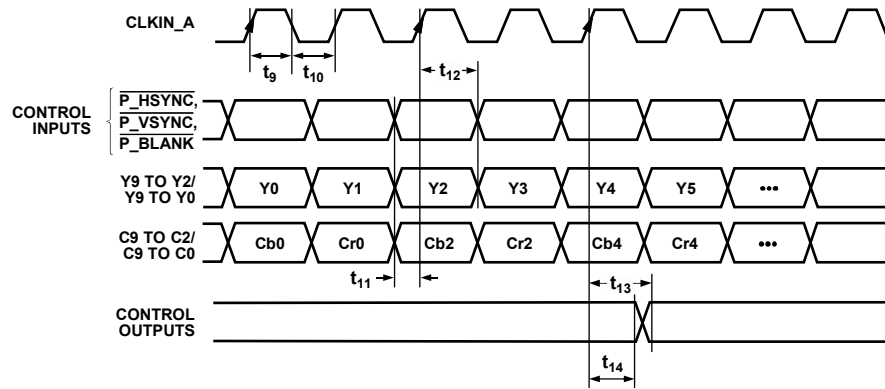 CLKIN_A
t9
t10
t12
CONTROL
INPUTS
P_HSYNC,
P_VSYNC,
P_BLANK
Y9 TO Y2/
Y9 TO Y0
Y0
Y1
Y2
Y3
Y4
Y5
•••
C9 TO C2/
C9 TO C0
Cb0
Cr0
Cb2
Cr2
Cb4
Cr4
•••
t11
t13
CONTROL
OUTPUTS
t14